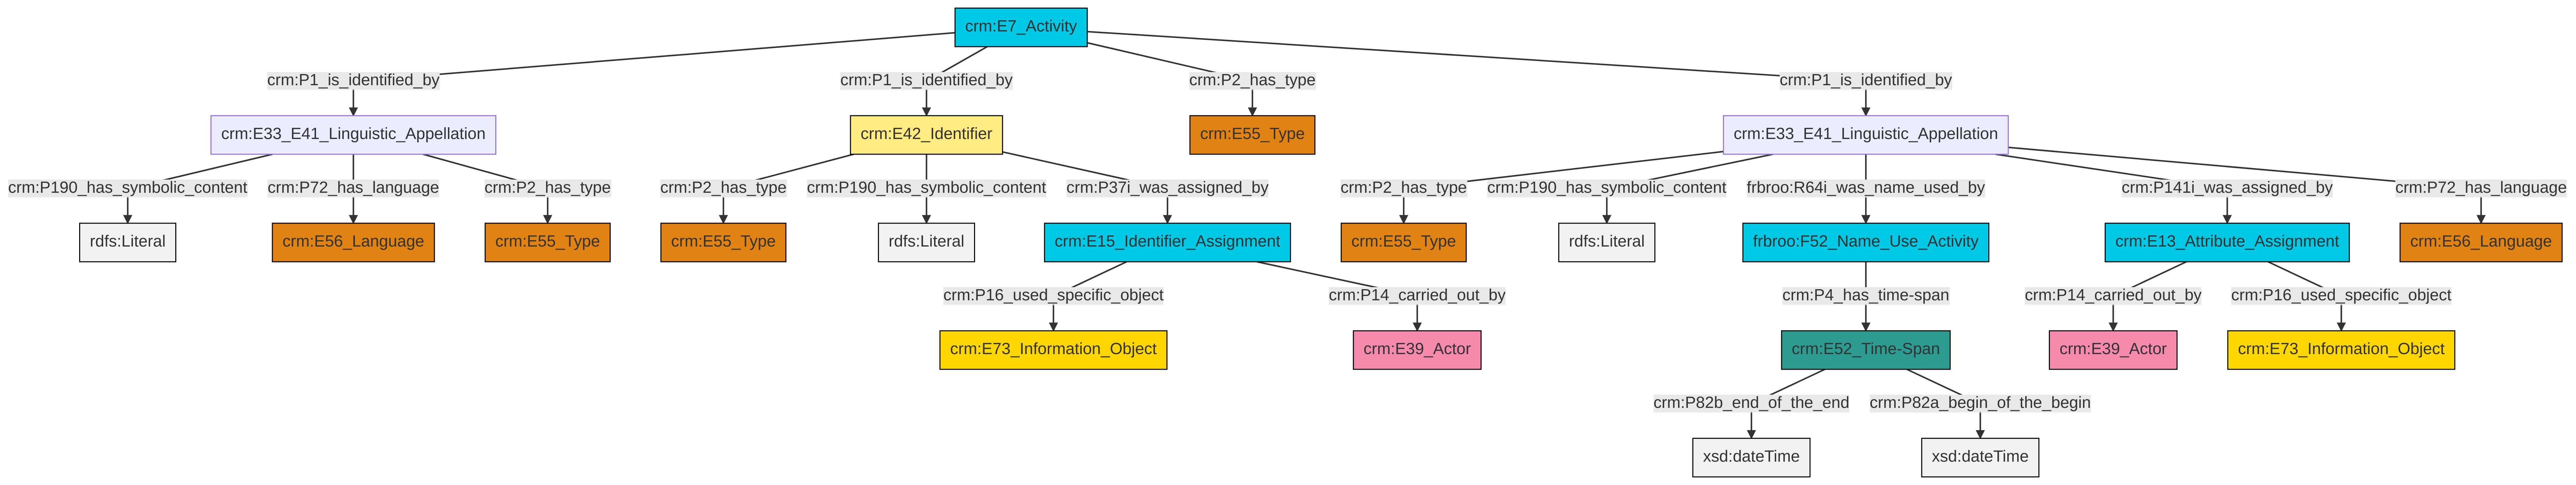 crm:E7_Activity
crm:P1_is_identified_by
crm:P1_is_identified_by
crm:P2_has_type
crm:P1_is_identified_by
crm:E33_E41_Linguistic_Appellation
crm:E42_Identifier
crm:E55_Type
crm:E33_E41_Linguistic_Appellation
crm:P190_has_symbolic_content
crm:P72_has_language
crm:P2_has_type
crm:P2_has_type
crm:P190_has_symbolic_content
crm:P37i_was_assigned_by
crm:P2_has_type
crm:P190_has_symbolic_content
frbroo:R64i_was_name_used_by
crm:P141i_was_assigned_by
crm:P72_has_language
rdfs:Literal
crm:E56_Language
crm:E55_Type
crm:E55_Type
rdfs:Literal
crm:E15_Identifier_Assignment
crm:E55_Type
rdfs:Literal
frbroo:F52_Name_Use_Activity
crm:E13_Attribute_Assignment
crm:E56_Language
crm:P16_used_specific_object
crm:P14_carried_out_by
crm:P4_has_time-span
crm:P14_carried_out_by
crm:P16_used_specific_object
crm:E73_Information_Object
crm:E39_Actor
crm:E52_Time-Span
crm:E39_Actor
crm:E73_Information_Object
crm:P82b_end_of_the_end
crm:P82a_begin_of_the_begin
xsd:dateTime
xsd:dateTime